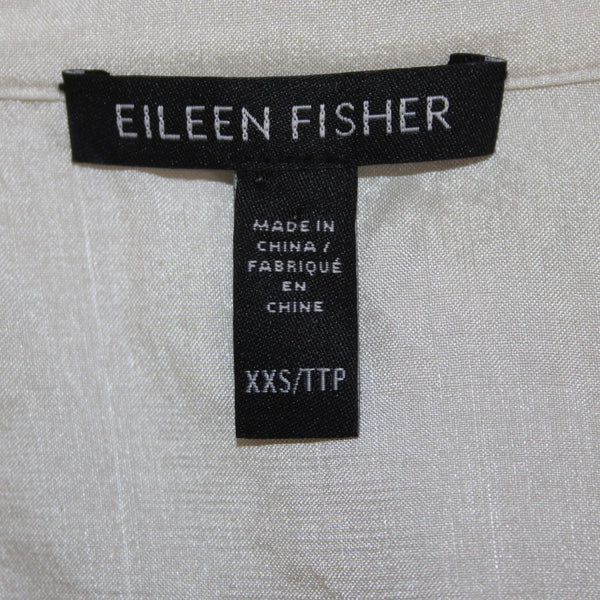 EILEEN FISHER
MADE IN
CHINA /
FABRIQUÉ
EN
CHINE
XXS/TTP